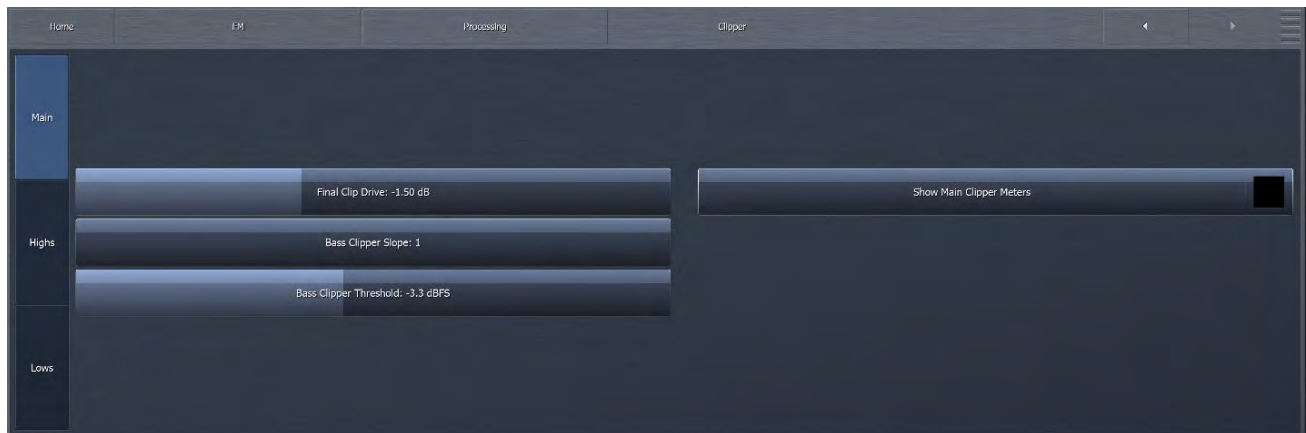 Home
FM
Processing
Clipper
Main
Final Clip Drive: -1.50 dB
Show Main Clipper Meters
Highs
Bass Clipper Slope: 1
Bass Clipper Threshold: -3.3 dBFS
Lows